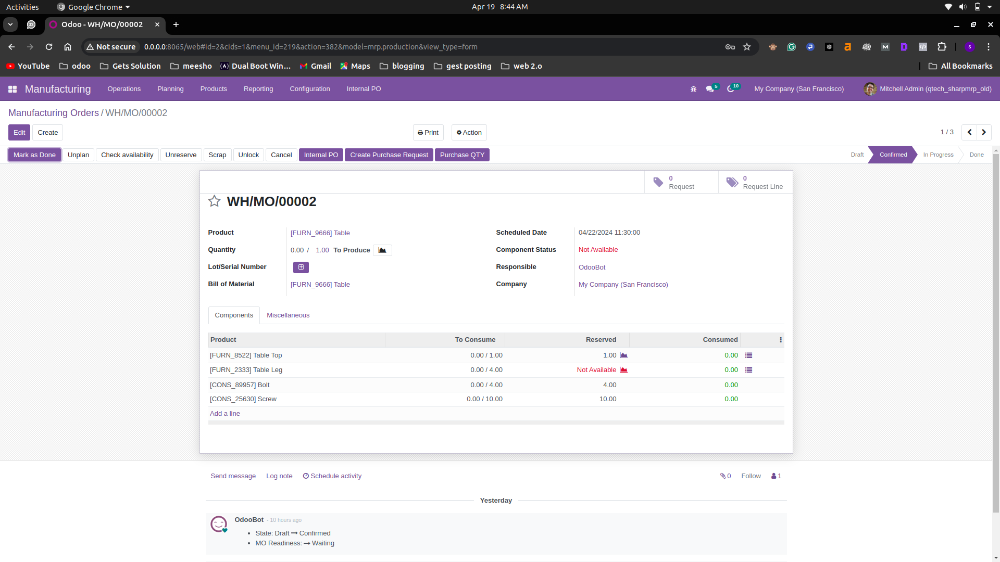 Activities Google Chrome Apr 19 8:44 AM
32 Odoo - WH/MO/00002
Not secure 0.0.0.0:8065/web#id=2&cids=1&menu_id=219&action=382&model=mrp.production&view_type=form
YouTube odoo Gets Solution meesho Dual Boot Win... Gmail Maps blogging gest posting web 2.o All Bookmarks
Manufacturing Operations Planning Products Reporting Configuration Internal PO 5 10 My Company (San Francisco) Mitchell Admin (qtech_sharpmrp_old)
Manufacturing Orders / WH/MO/00002
Edit Create Print Action 1 / 3
Mark as Done Unplan Check availability Unreserve Scrap Unlock Cancel Internal PO Create Purchase Request Purchase QTY Draft Confirmed In Progress Done
0 Request
0 Request Line
WH/MO/00002
Product [FURN_9666] Table
Quantity 0.00 / 1.00 To Produce
Lot/Serial Number
Bill of Material [FURN_9666] Table
Scheduled Date 04/22/2024 11:30:00
Component Status Not Available
Responsible OdooBot
Company My Company (San Francisco)
Components Miscellaneous
Product To Consume Reserved Consumed
[FURN_8522] Table Top 0.00 / 1.00 1.00 0.00
[FURN_2333] Table Leg 0.00 / 4.00 Not Available 0.00
[CONS_89957] Bolt 0.00 / 4.00 4.00 0.00
[CONS_25630] Screw 0.00 / 10.00 10.00 0.00
Add a line
Send message Log note Schedule activity 0 Follow 1
Yesterday
OdooBot - 10 hours ago
State: Draft → Confirmed
MO Readiness: → Waiting